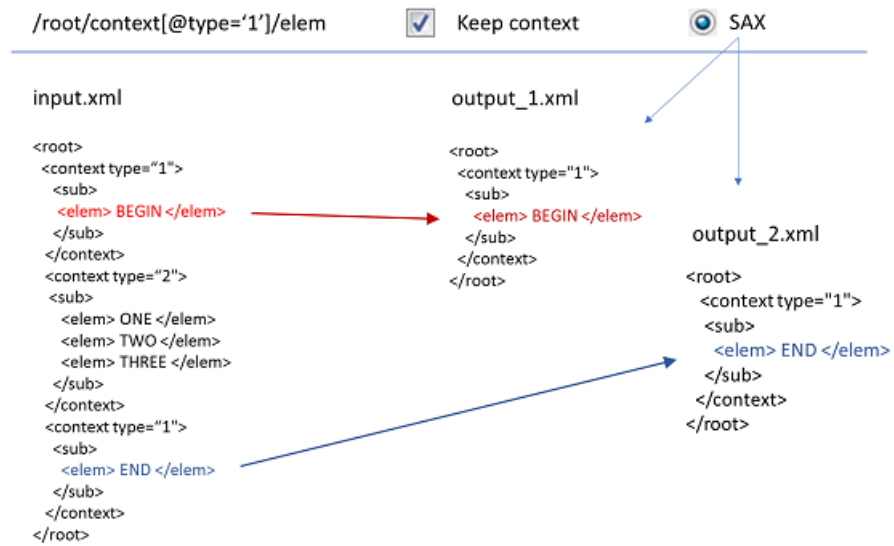 /root/context[@type=‘1’]/elem
Keep context
SAX
input.xml
<root>
<context type=“1">
<sub>
<elem> BEGIN </elem>
</sub>
</context>
<context type=“2">
<sub>
<elem> ONE </elem>
<elem> TWO </elem>
<elem> THREE </elem>
</sub>
</context>
<context type=“1">
<sub>
<elem> END </elem>
</sub>
</context>
</root>
output_1.xml
<root>
<context type="1">
<sub>
<elem> BEGIN </elem>
</sub>
</context>
</root>
output_2.xml
<root>
<context type="1">
<sub>
<elem> END </elem>
</sub>
</context>
</root>